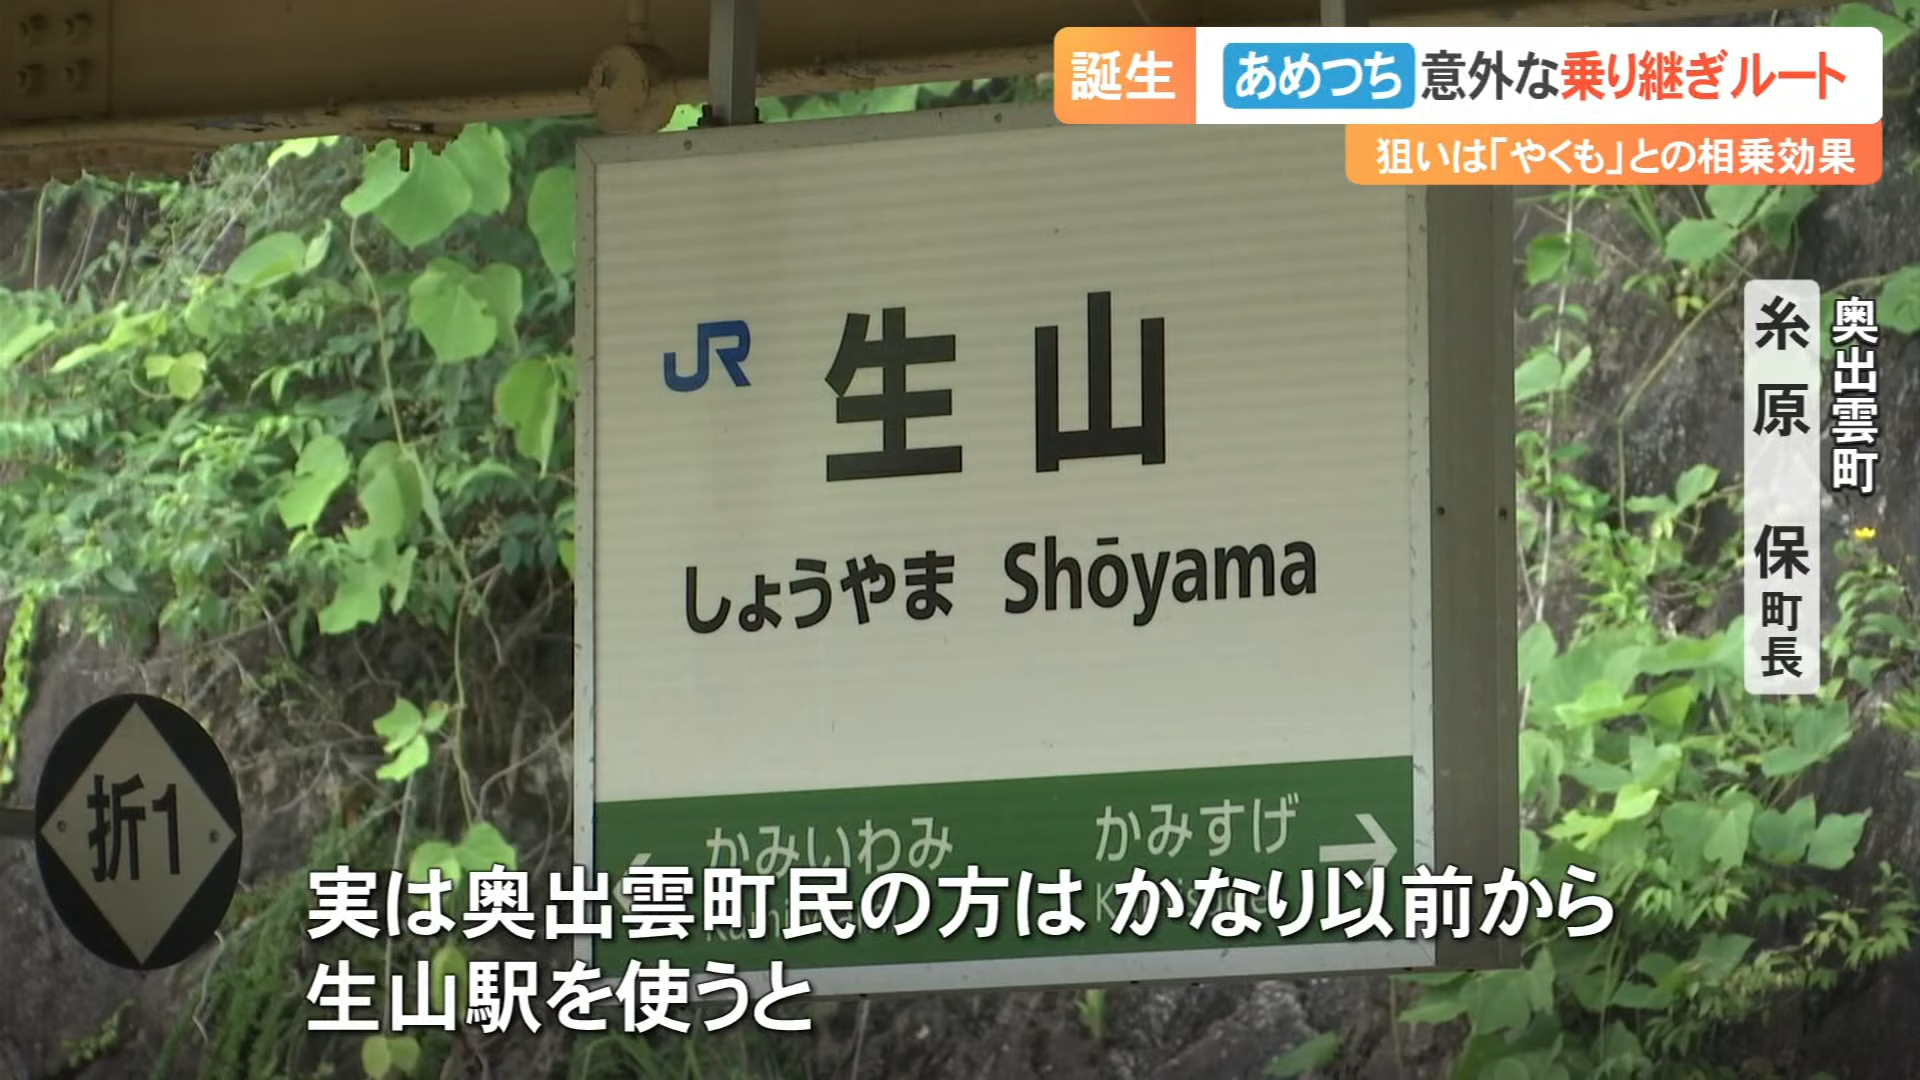 誕生
あめつち 意外な乗り継ぎルート
狙いは「やくも」との相乗効果
奥出雲町
糸原 保町長
JR 生山
しょうやま Shōyama
かみいわみ かみすげ
折1
実は奥出雲町民の方は かなり以前から
生山駅を使うと